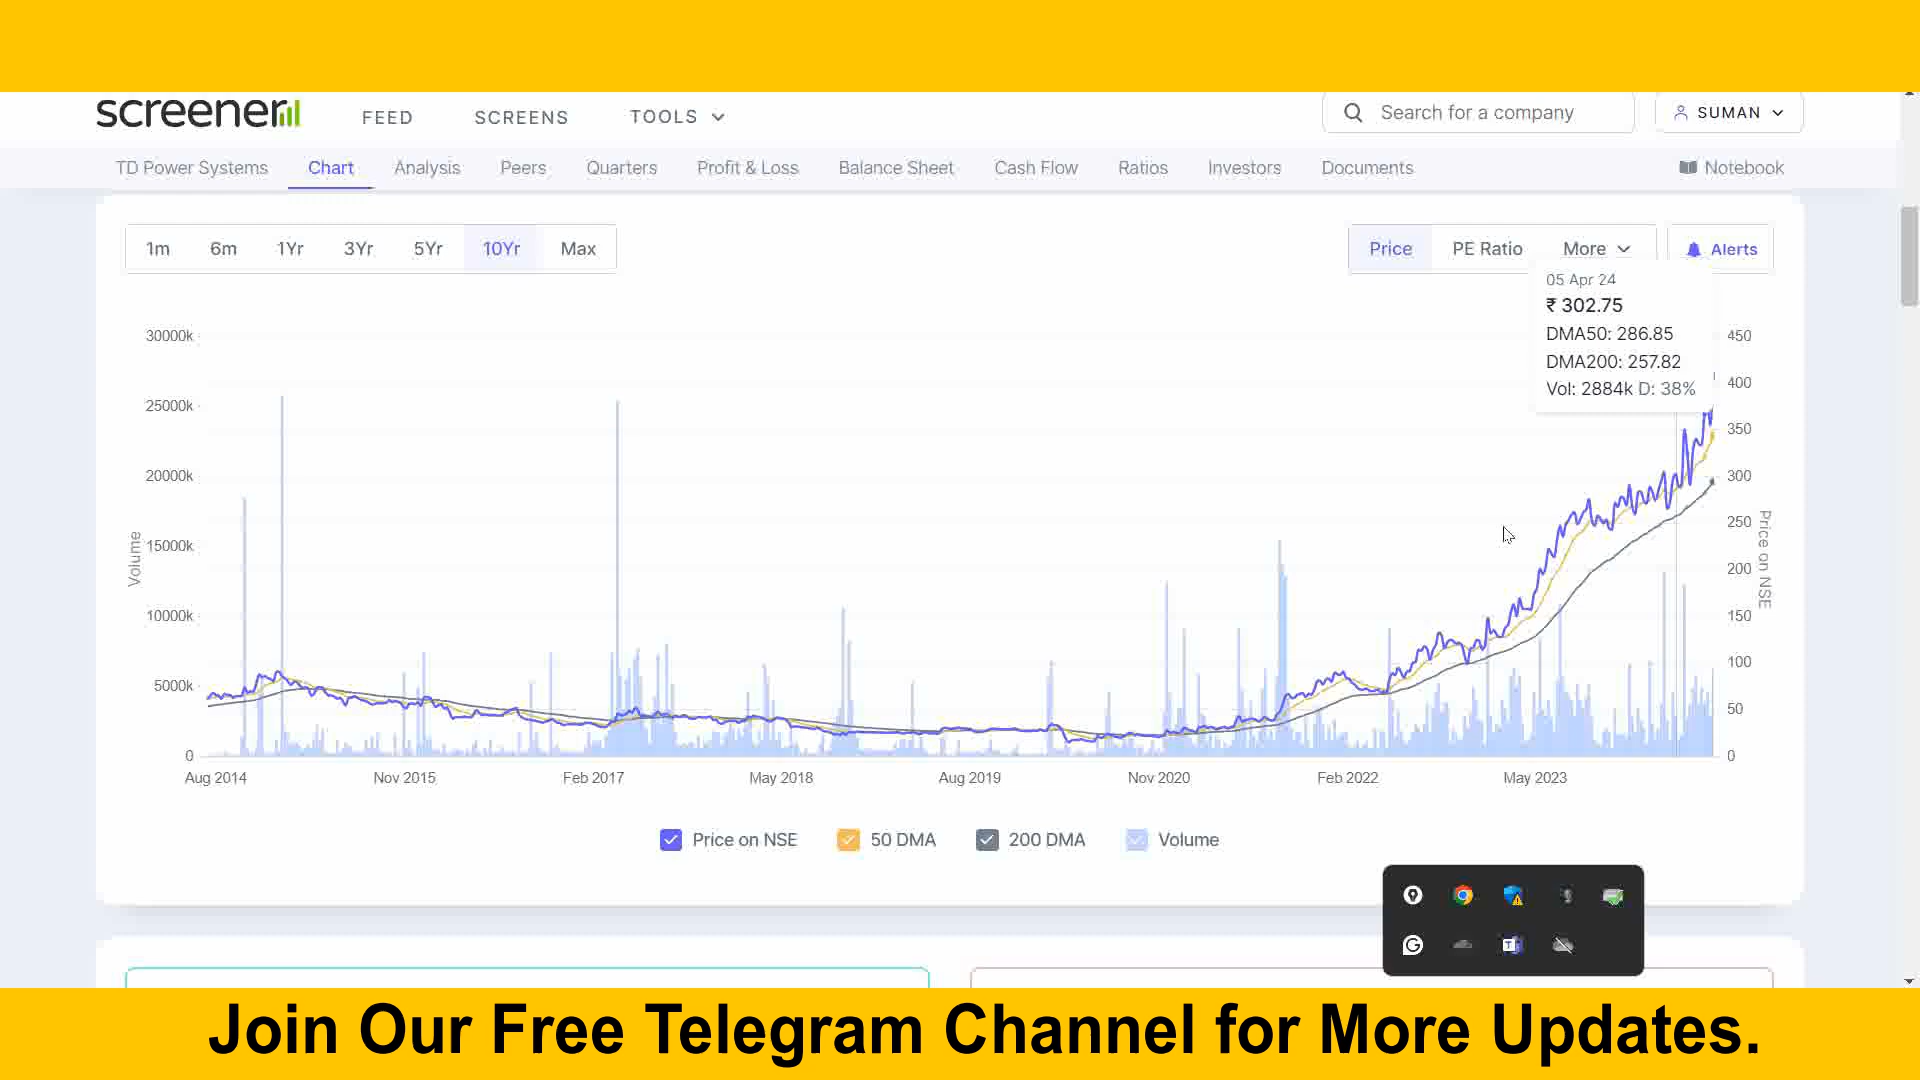 screener FEED SCREENS TOOLS Search for a company SUMAN
TD Power Systems Chart Analysis Peers Quarters Profit & Loss Balance Sheet Cash Flow Ratios Investors Documents Notebook
1m 6m 1Yr 3Yr 5Yr 10Yr Max Price PE Ratio More Alerts
05 Apr 24
₹ 302.75
DMA50: 286.85
DMA200: 257.82
Vol: 2884k D: 38%
30000k 450
400
25000k
350
20000k 300
250
15000k
200
10000k 150
100
5000k
50
0 0
Volume
Price on NSE
Aug 2014 Nov 2015 Feb 2017 May 2018 Aug 2019 Nov 2020 Feb 2022 May 2023
Price on NSE 50 DMA 200 DMA Volume
Join Our Free Telegram Channel for More Updates.